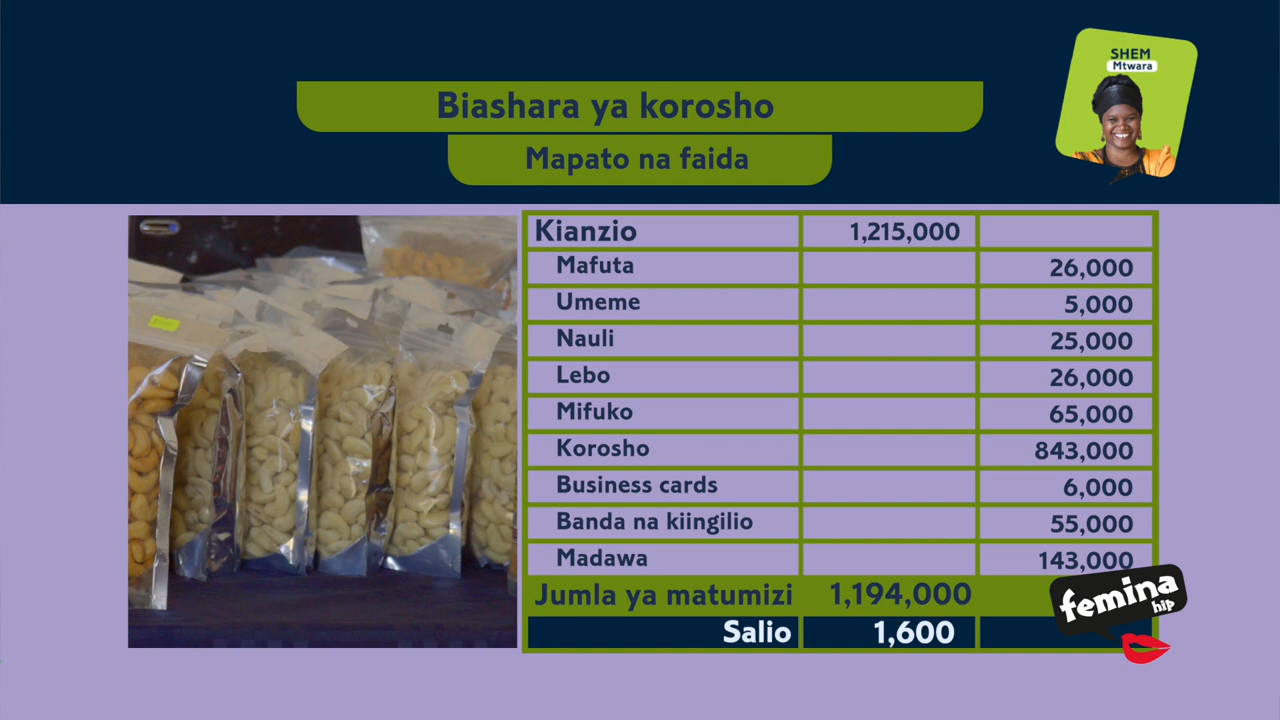 SHEM
Mtwara
Biashara ya korosho
Mapato na faida
Kianzio 1,215,000
Mafuta 26,000
Umeme 5,000
Nauli 25,000
Lebo 26,000
Mifuko 65,000
Korosho 843,000
Business cards 6,000
Banda na kiingilio 55,000
Madawa 143,000
Jumla ya matumizi 1,194,000
Salio 1,600
femina
hip